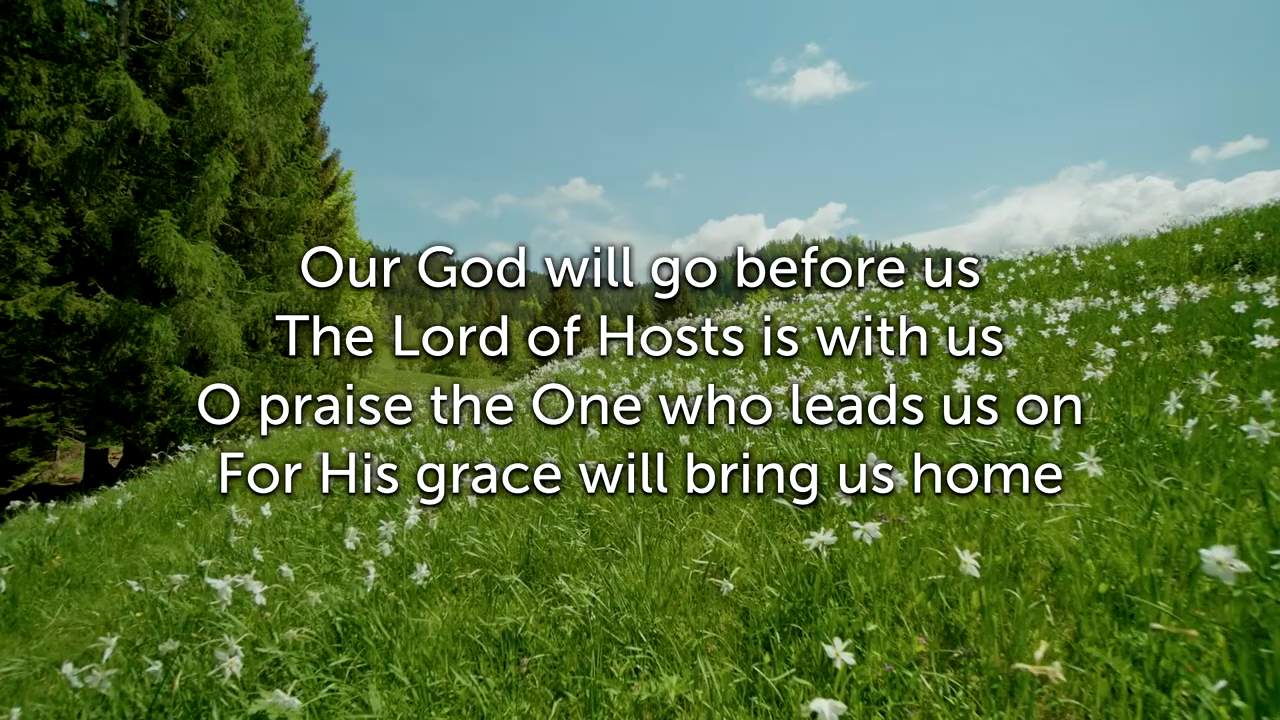 Our God will go before us
The Lord of Hosts is with us
O praise the One who leads us on
For His grace will bring us home